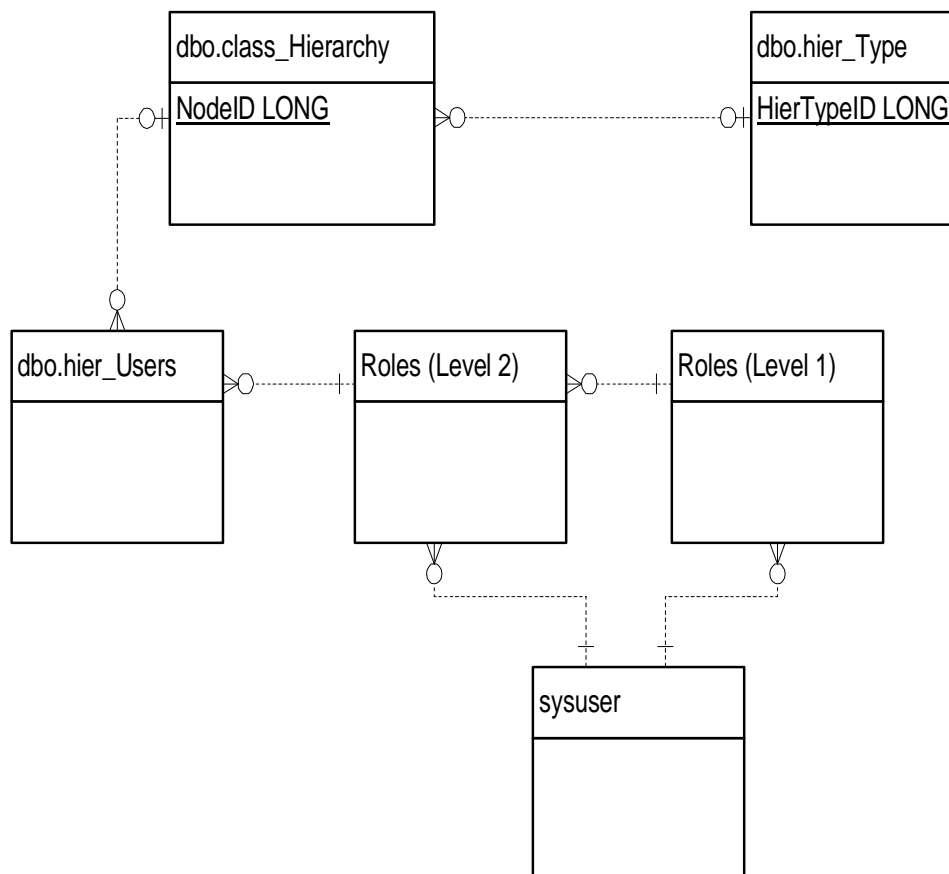 dbo.class_Hierarchy
NodeID LONG
dbo.hier_Type
HierTypeID LONG
dbo.hier_Users
Roles (Level 2)
Roles (Level 1)
sysuser